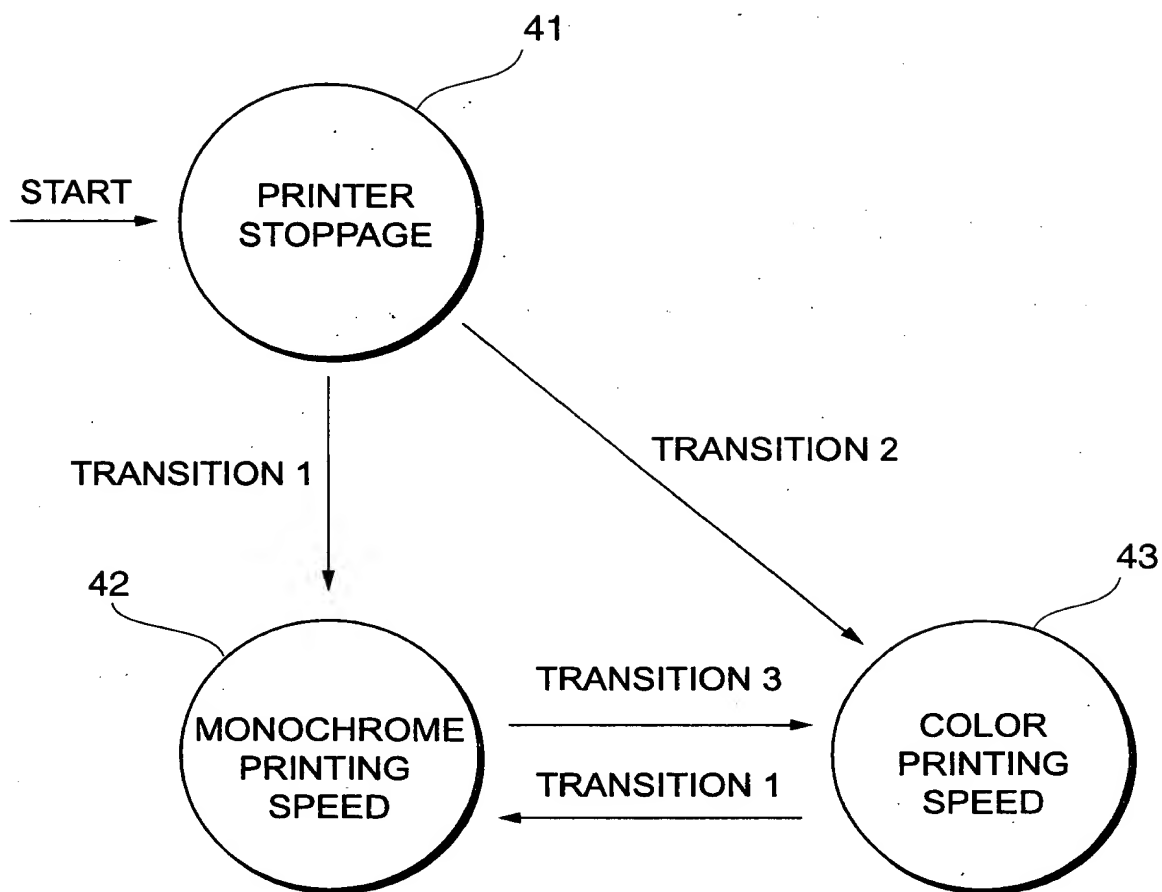 41
START
PRINTER
STOPPAGE
TRANSITION 1
TRANSITION 2
42
43
MONOCHROME
PRINTING
SPEED
TRANSITION 3
TRANSITION 1
COLOR
PRINTING
SPEED